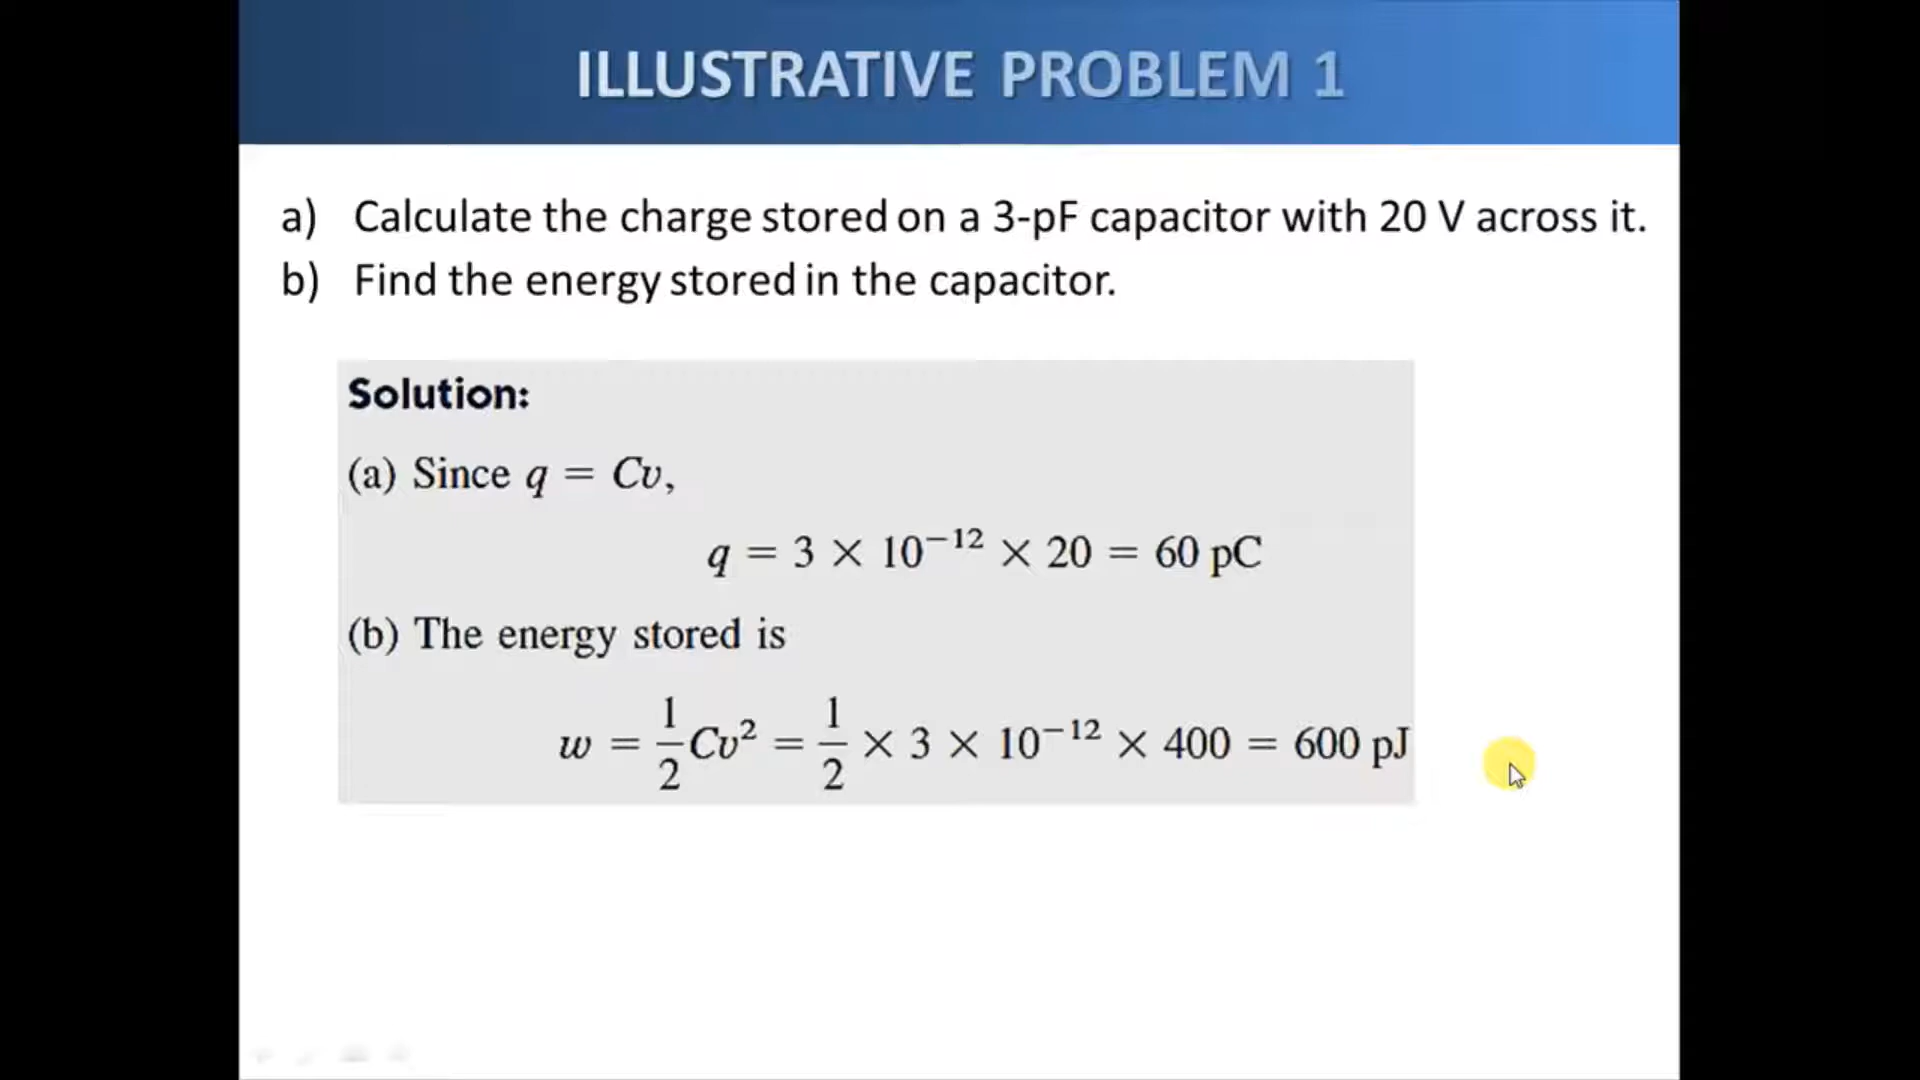 ILLUSTRATIVE PROBLEM 1
a) Calculate the charge stored on a 3-pF capacitor with 20 V across it.
b) Find the energy stored in the capacitor.
Solution:
(a) Since q = Cv,
q = 3 × 10⁻¹² × 20 = 60 pC
(b) The energy stored is
w = 1/2 Cv² = 1/2 × 3 × 10⁻¹² × 400 = 600 pJ